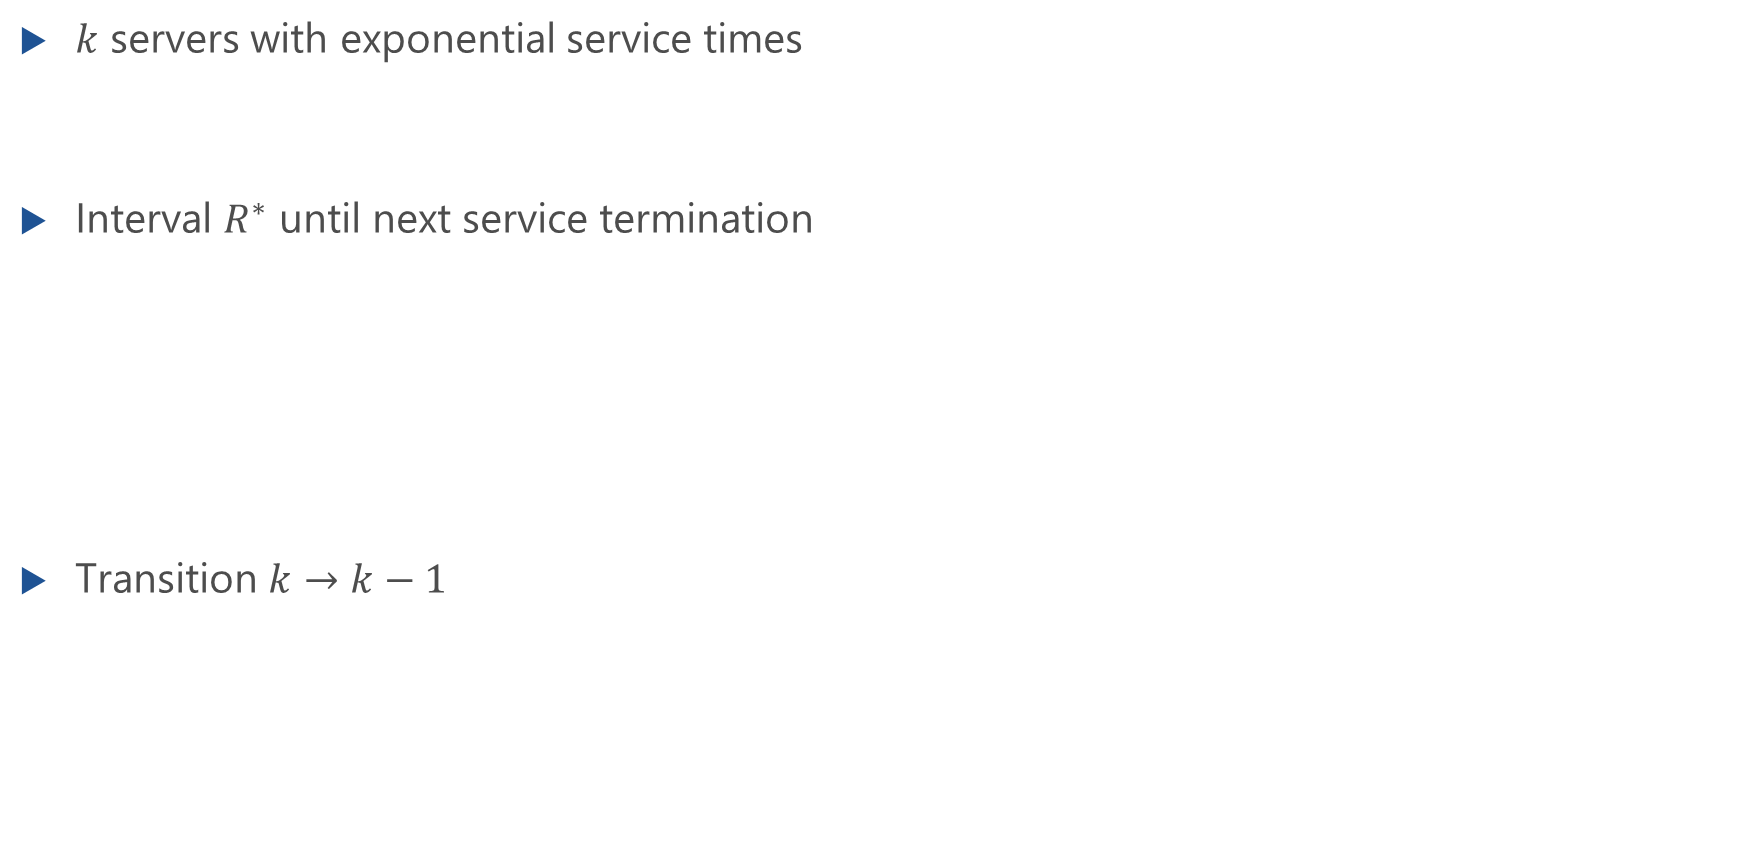 ▶ 𝑘 servers with exponential service times
▶ Interval 𝑅* until next service termination
▶ Transition 𝑘 → 𝑘 − 1